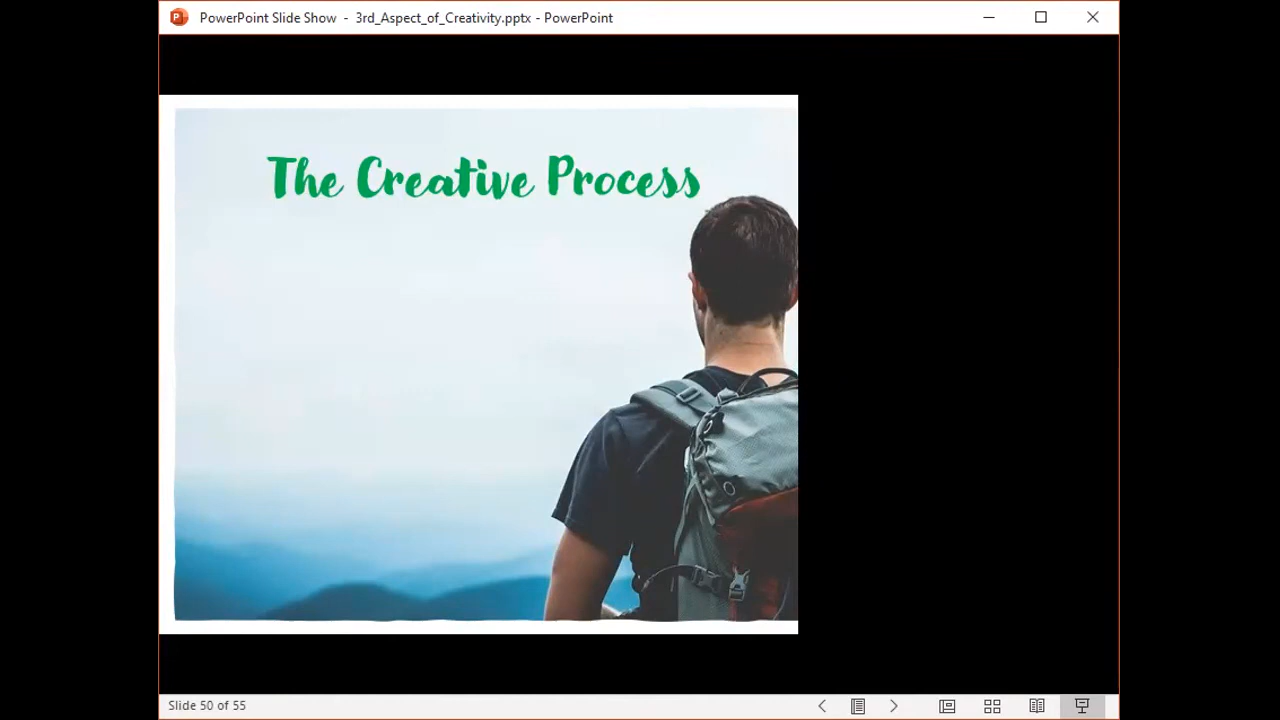 PowerPoint Slide Show - 3rd_Aspect_of_Creativity.pptx - PowerPoint
The Creative Process
Slide 50 of 55